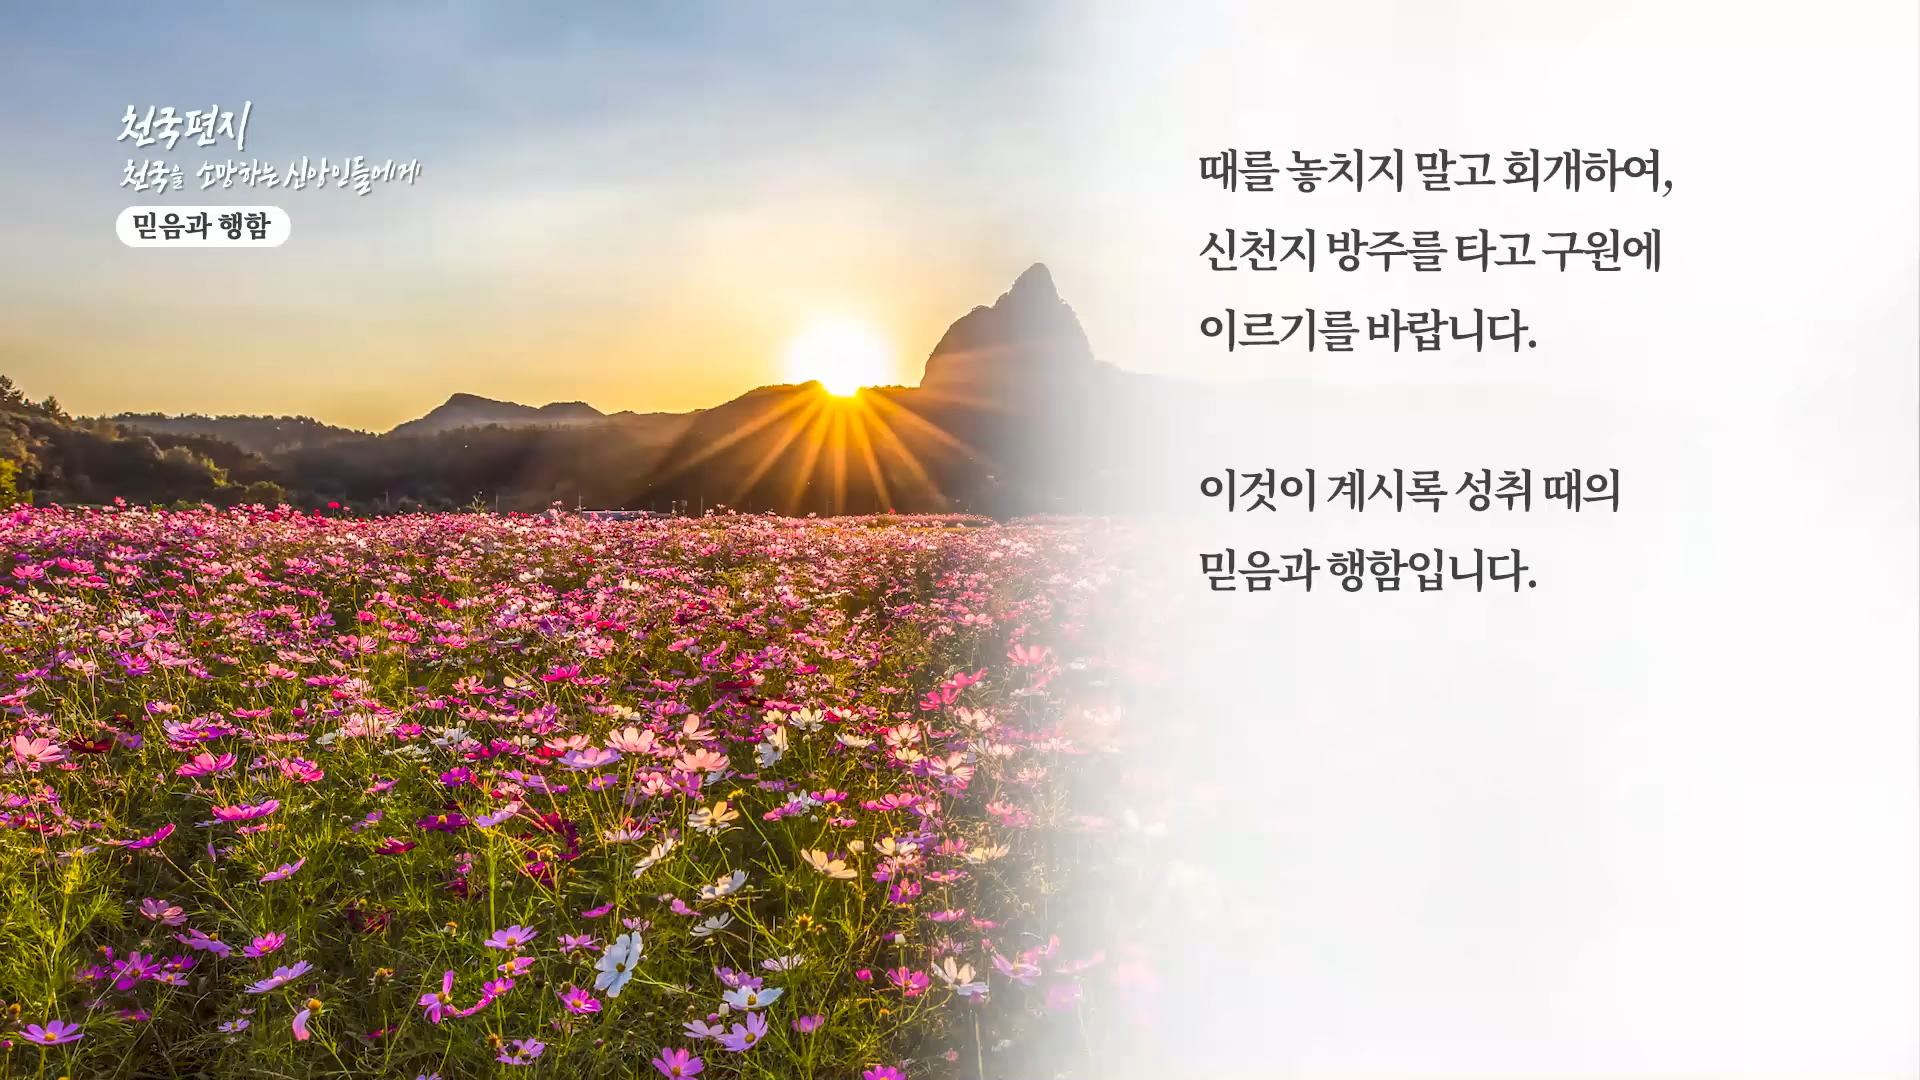 천국편지
천국을 소망하는 신앙인들에게
믿음과 행함
때를 놓치지 말고 회개하여,
신천지 방주를 타고 구원에
이르기를 바랍니다.
이것이 계시록 성취 때의
믿음과 행함입니다.